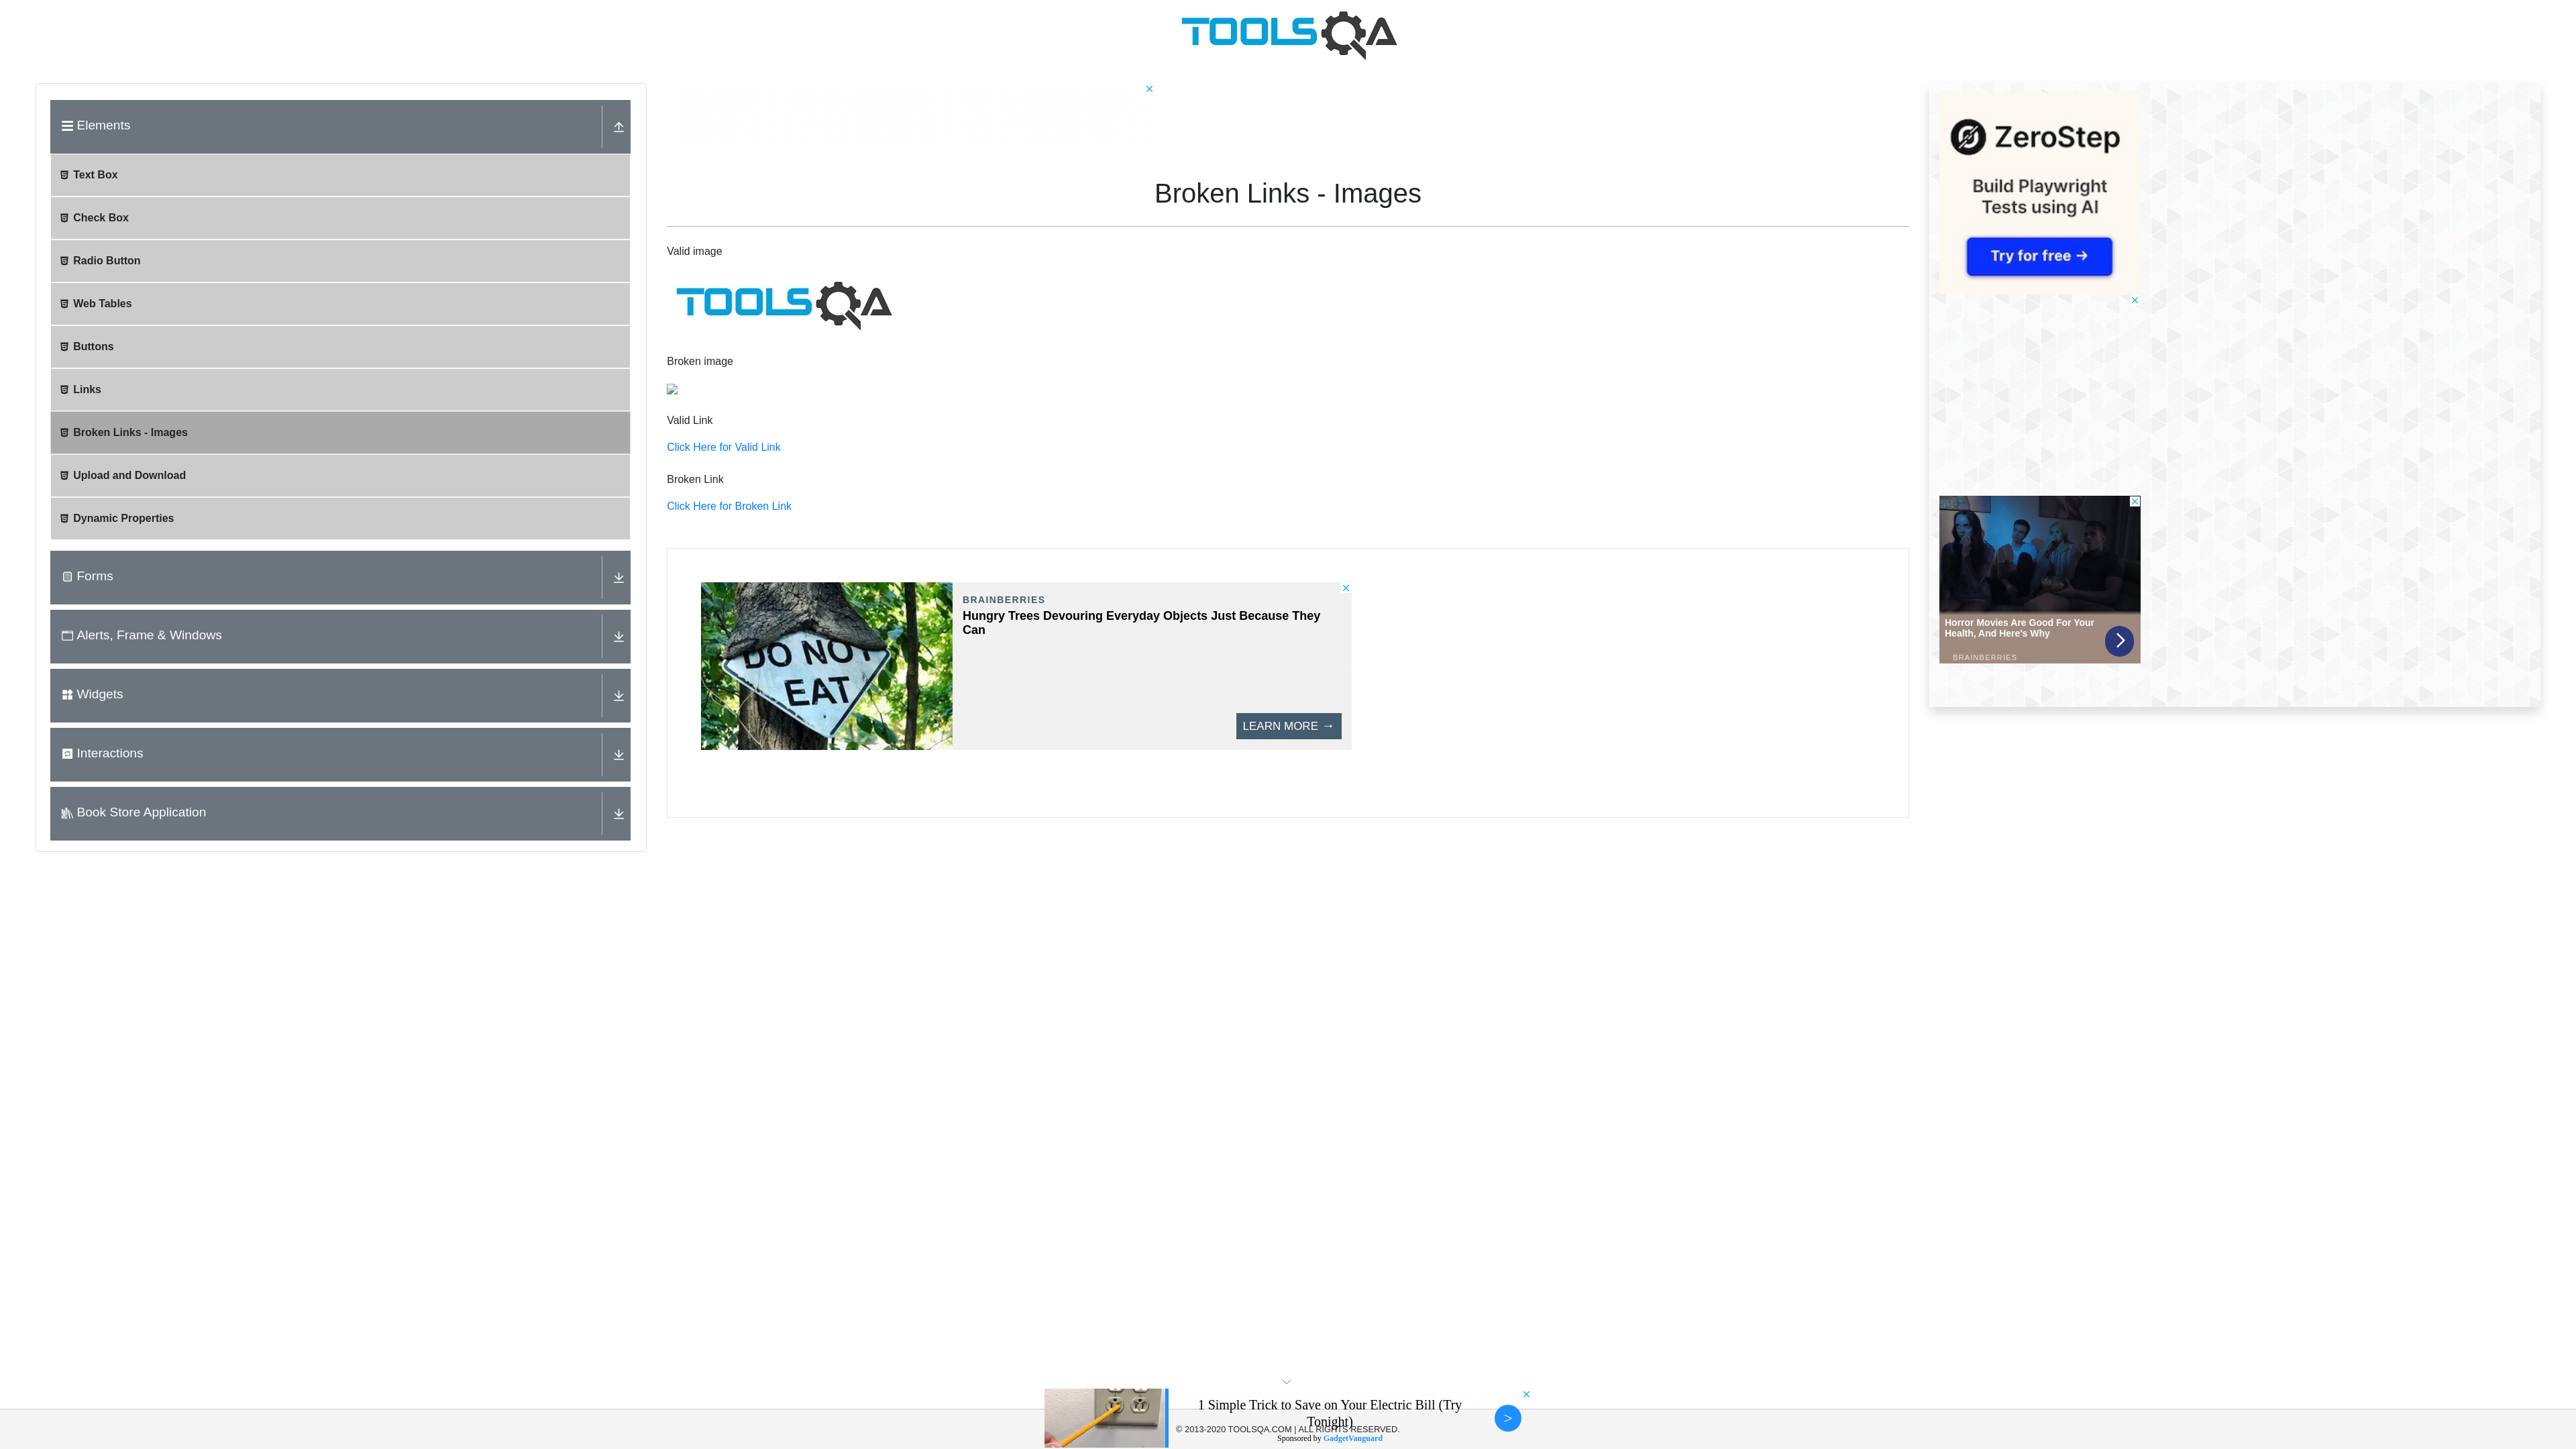 TOOLSQA
Elements
Text Box
Check Box
Radio Button
Web Tables
Buttons
Links
Broken Links - Images
Upload and Download
Dynamic Properties
Forms
Alerts, Frame & Windows
Widgets
Interactions
Book Store Application
Broken Links - Images
Valid image
TOOLSQA
Broken image
Valid Link
Click Here for Valid Link
Broken Link
Click Here for Broken Link
DO NOT
EAT
BRAINBERRIES
Hungry Trees Devouring Everyday Objects Just Because They
Can
LEARN MORE →
ZeroStep
Build Playwright
Tests using AI
Try for free →
Horror Movies Are Good For Your
Health, And Here's Why
BRAINBERRIES
1 Simple Trick to Save on Your Electric Bill (Try
Tonight)
© 2013-2020 TOOLSQA.COM | ALL RIGHTS RESERVED.
Sponsored by GadgetVanguard